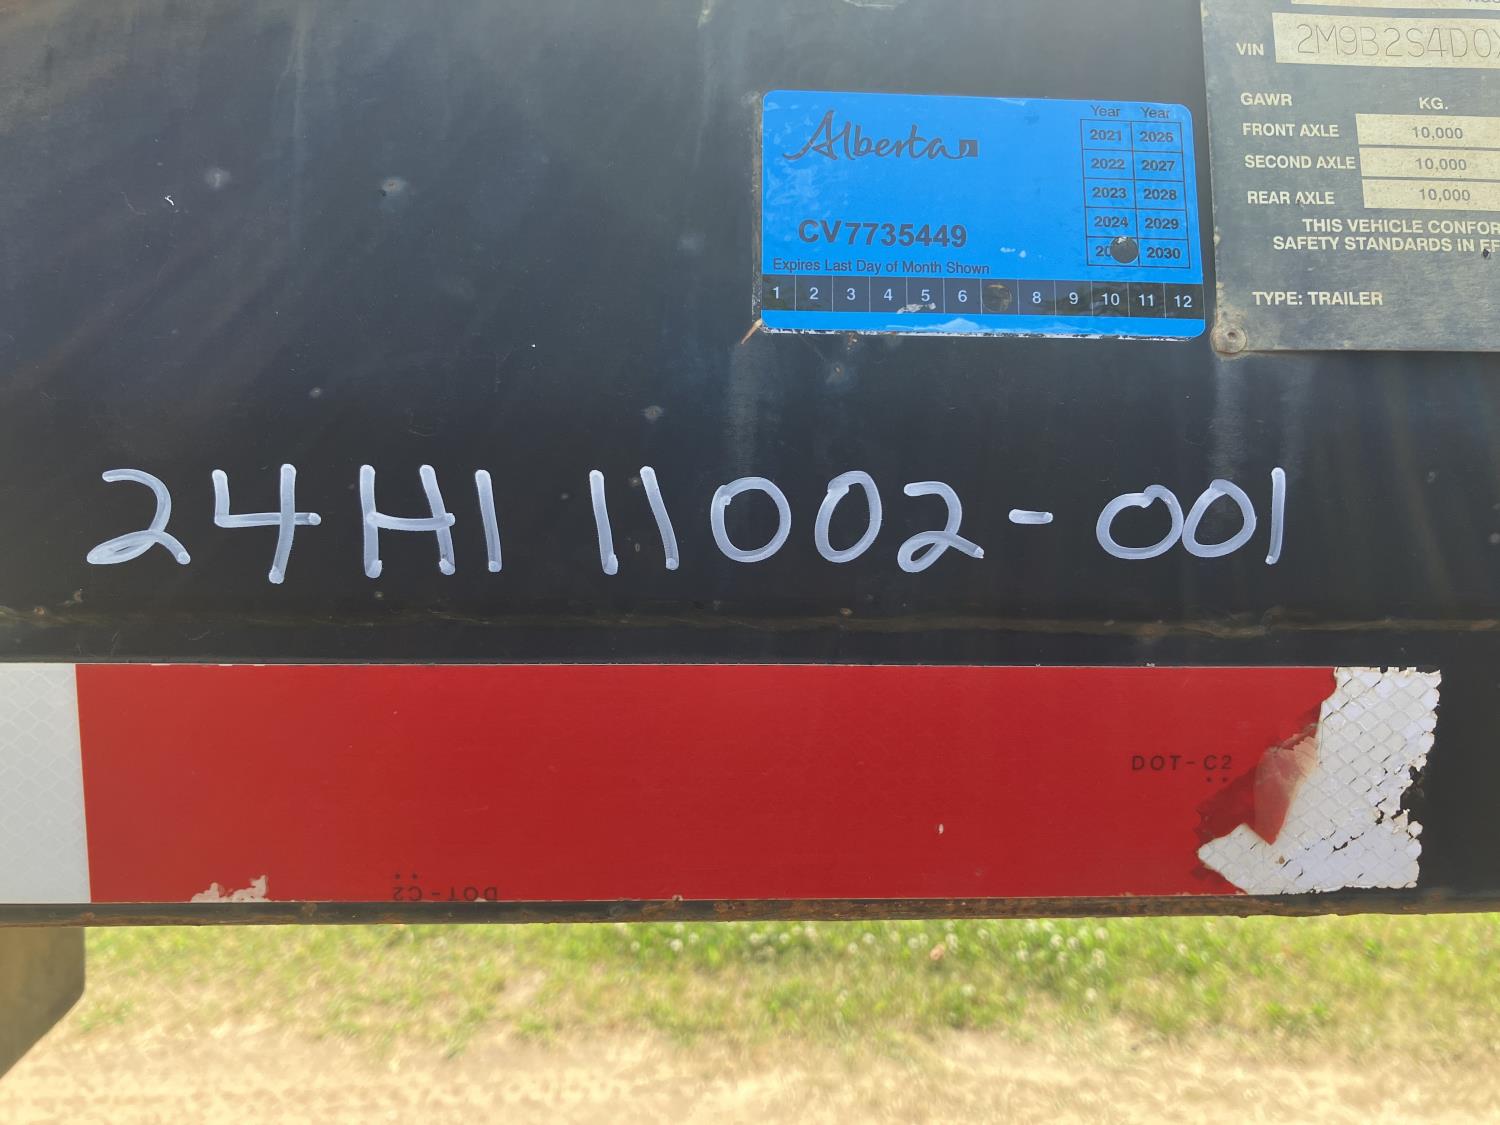 Alberta
CV7735449
Expires Last Day of Month Shown
1 2 3 4 5 6 8 9 10 11 12
Year Year
2021 2026
2022 2027
2023 2028
2024 2029
20 2030
VIN 2M9B2S4D0
GAWR KG.
FRONT AXLE 10,000
SECOND AXLE 10,000
REAR AXLE 10,000
THIS VEHICLE CONFOR
SAFETY STANDARDS IN EF
TYPE: TRAILER
24HI 11002-001
DOT-C2
DOT-C2